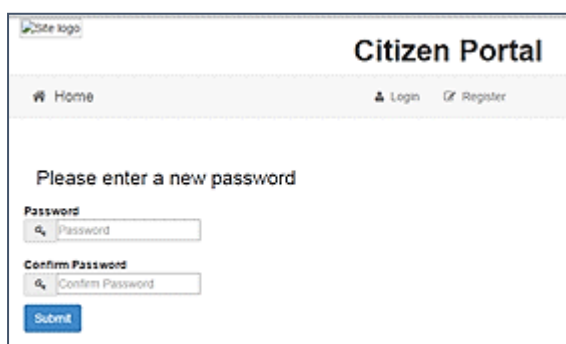 Site logo
Citizen Portal
Home Login Register
Please enter a new password
Password
Password
Confirm Password
Confirm Password
Submit